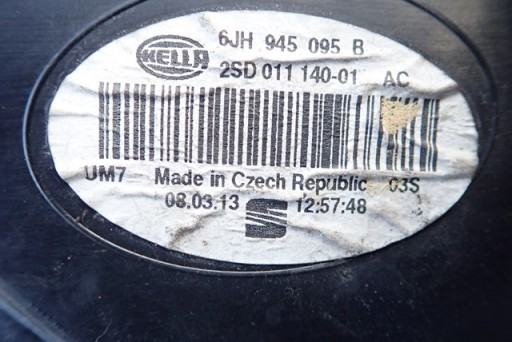 HELLA 6JH 945 095 B
2SD 011 140-01 AC
UM7 Made in Czech Republic 03S
08.03.13 12:57:48